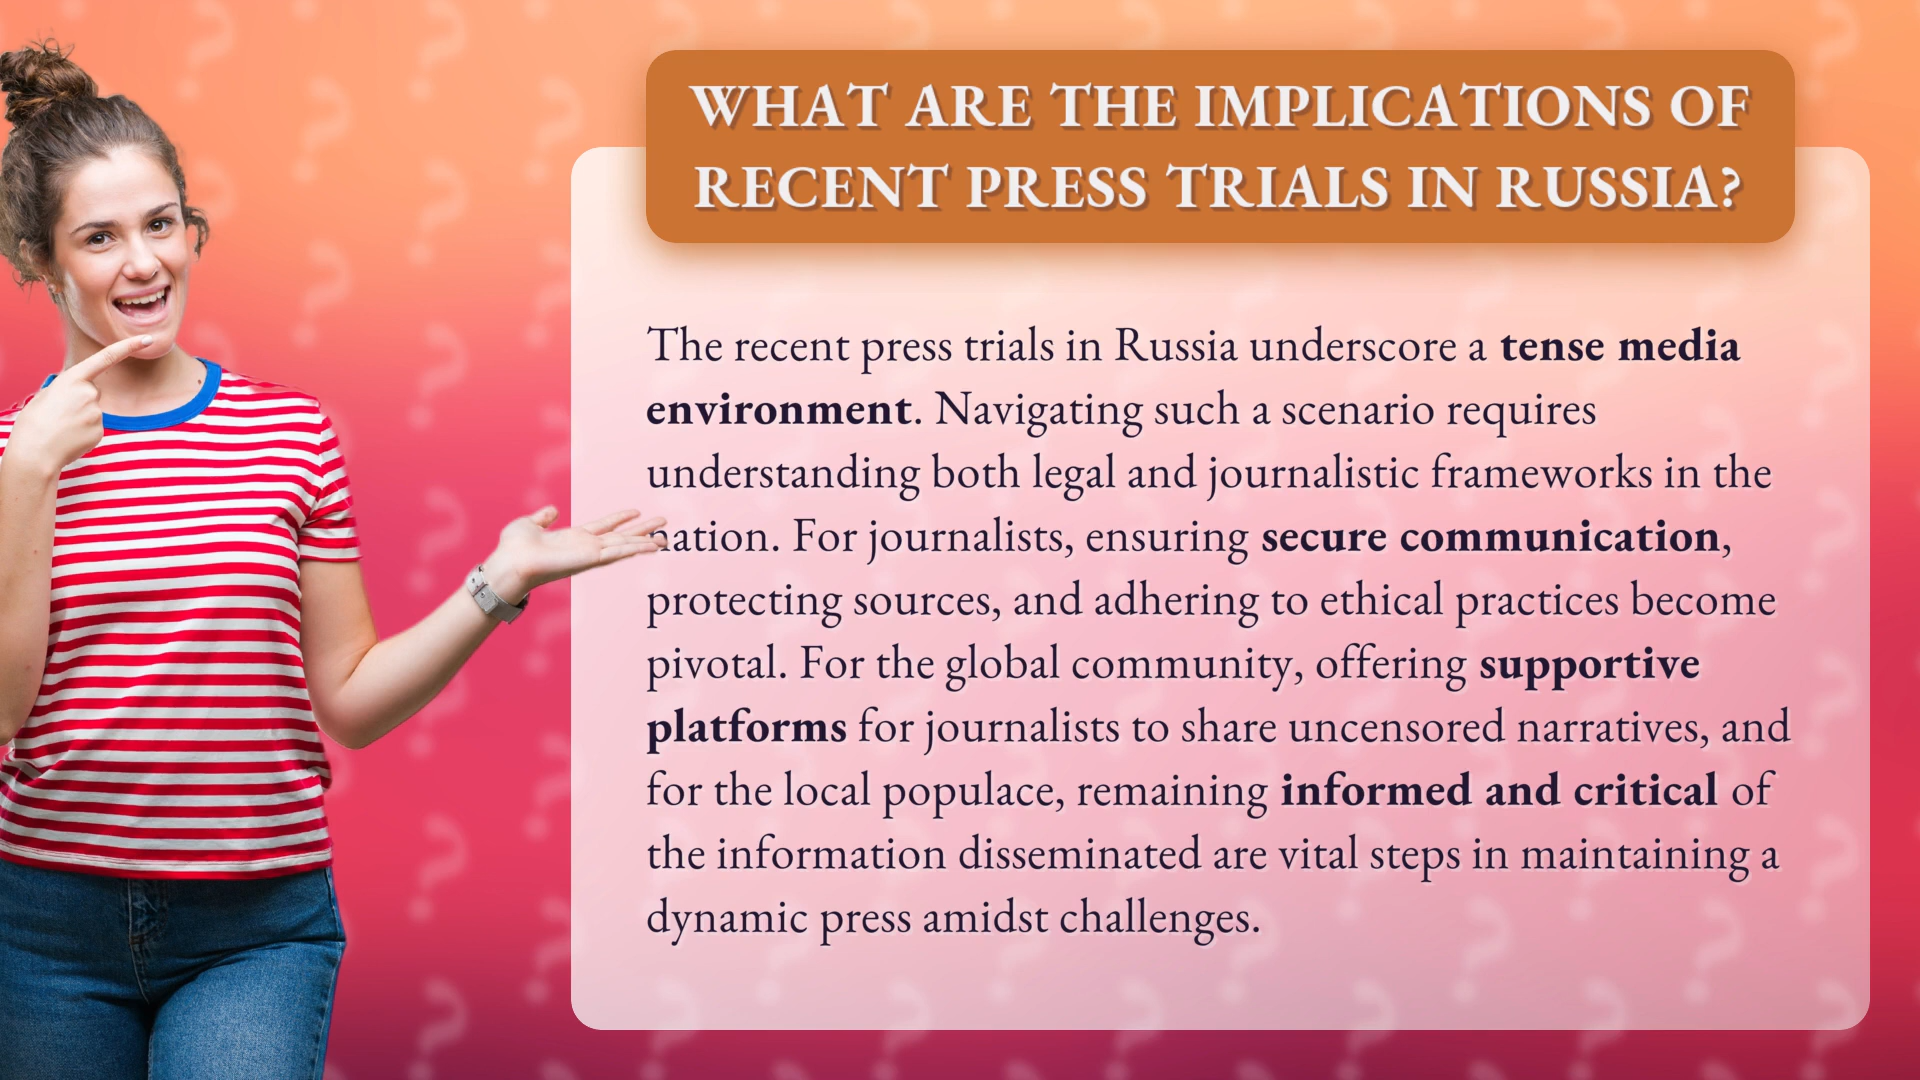 WHAT ARE THE IMPLICATIONS OF
RECENT PRESS TRIALS IN RUSSIA?
The recent press trials in Russia underscore a tense media
environment. Navigating such a scenario requires
understanding both legal and journalistic frameworks in the
nation. For journalists, ensuring secure communication,
protecting sources, and adhering to ethical practices become
pivotal. For the global community, offering supportive
platforms for journalists to share uncensored narratives, and
for the local populace, remaining informed and critical of
the information disseminated are vital steps in maintaining a
dynamic press amidst challenges.